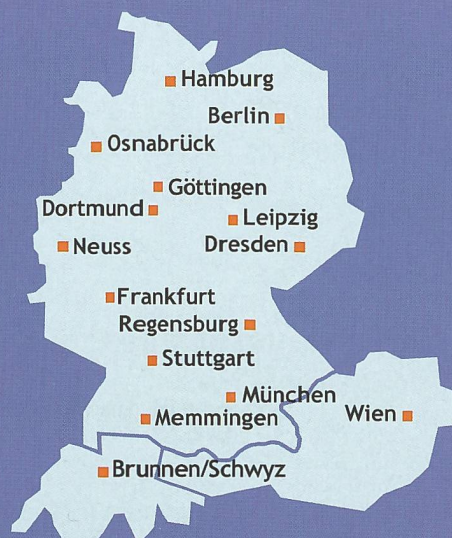 Hamburg
Berlin
Osnabrück
Göttingen
Dortmund
Leipzig
Neuss
Dresden
Frankfurt
Regensburg
Stuttgart
München
Memmingen
Wien
Brunnen/Schwyz